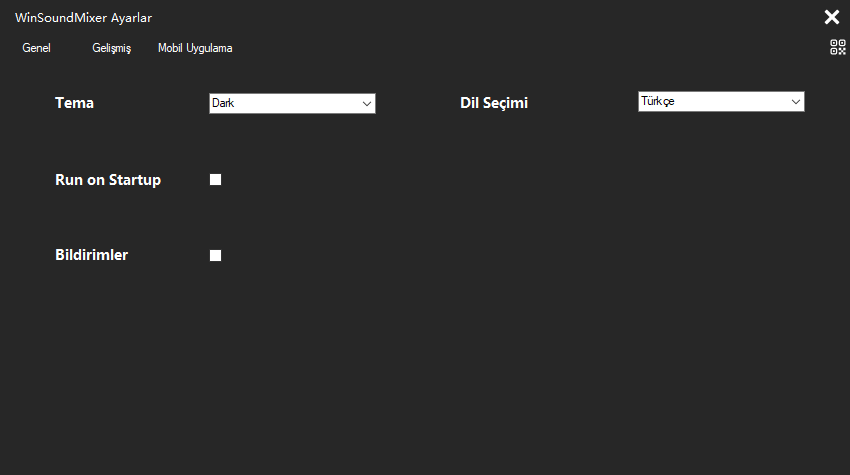 WinSoundMixer Ayarlar
Genel Gelişmiş Mobil Uygulama
Tema Dark Dil Seçimi Türkçe
Run on Startup
Bildirimler